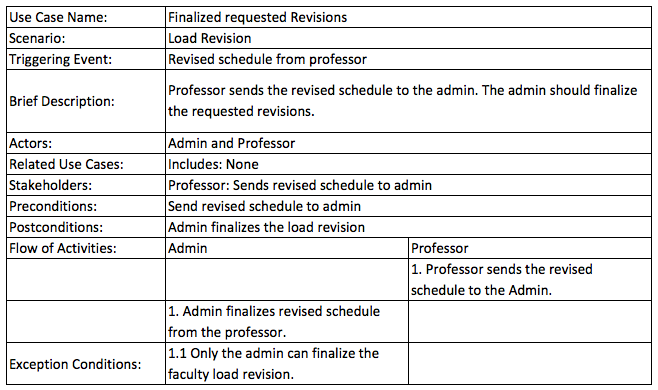 Use Case Name: Finalized requested Revisions
Scenario: Load Revision
Triggering Event: Revised schedule from professor
Brief Description: Professor sends the revised schedule to the admin. The admin should finalize
the requested revisions.
Actors: Admin and Professor
Related Use Cases: Includes: None
Stakeholders: Professor: Sends revised schedule to admin
Preconditions: Send revised schedule to admin
Postconditions: Admin finalizes the load revision
Flow of Activities: Admin Professor
1. Professor sends the revised
schedule to the Admin.
1. Admin finalizes revised schedule
from the professor.
Exception Conditions: 1.1 Only the admin can finalize the
faculty load revision.